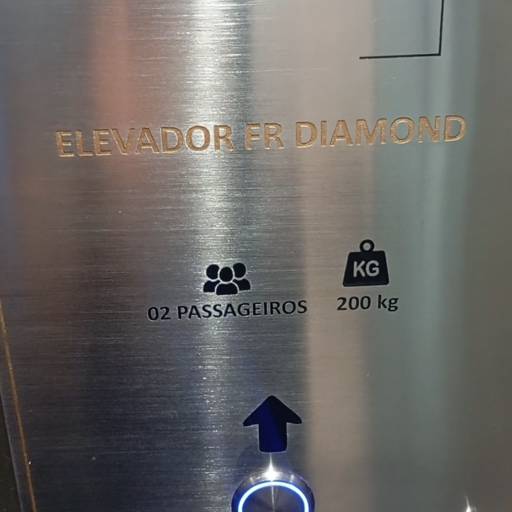 ELEVADOR FR DIAMOND
KG
02 PASSAGEIROS
200 kg